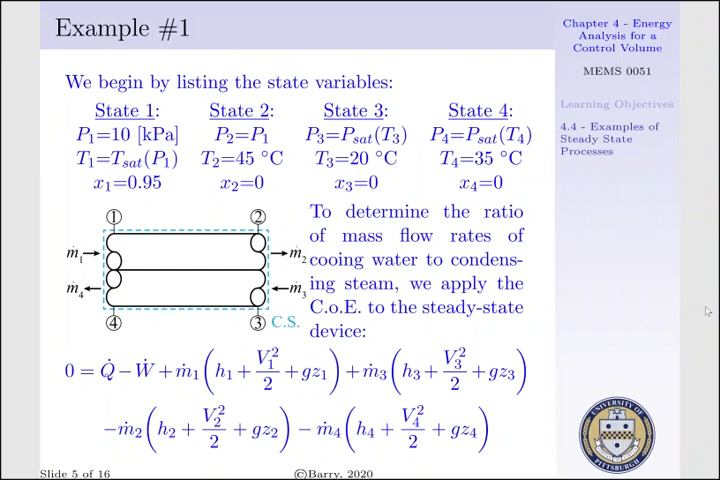 Example #1
Chapter 4 - Energy
Analysis for a
Control Volume
MEMS 0051
Learning Objectives
4.4 - Examples of
Steady State
Processes
We begin by listing the state variables:
State 1: State 2: State 3: State 4:
P₁=10 [kPa] P₂=P₁ P₃=Pₛₐₜ(T₃) P₄=Pₛₐₜ(T₄)
T₁=Tₛₐₜ(P₁) T₂=45 °C T₃=20 °C T₄=35 °C
x₁=0.95 x₂=0 x₃=0 x₄=0
① ②
ṁ₁ ṁ₂
ṁ₄ ṁ₃
④ ③ C.S.
To determine the ratio
of mass flow rates of
cooing water to condens-
ing steam, we apply the
C.o.E. to the steady-state
device:
0 = Q̇ − Ẇ + ṁ₁(h₁ + V₁²/2 + gz₁) + ṁ₃(h₃ + V₃²/2 + gz₃)
−ṁ₂(h₂ + V₂²/2 + gz₂) − ṁ₄(h₄ + V₄²/2 + gz₄)
UNIVERSITY OF
PITTSBURGH
Slide 5 of 16
©Barry, 2020